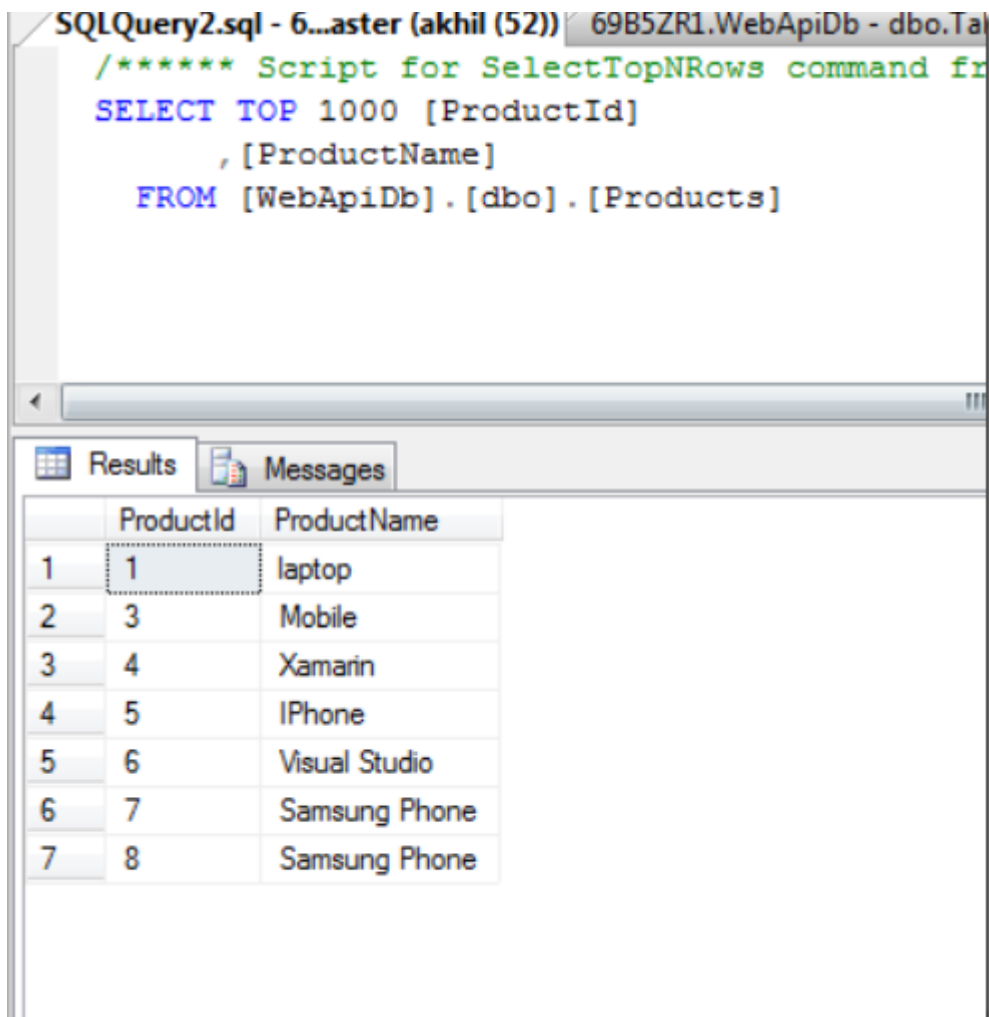 SQLQuery2.sql - 6...aster (akhil (52)) 69B5ZR1.WebApiDb - dbo.Ta
/****** Script for SelectTopNRows command fr
SELECT TOP 1000 [ProductId]
,[ProductName]
FROM [WebApiDb].[dbo].[Products]
Results Messages
ProductId ProductName
1 1 laptop
2 3 Mobile
3 4 Xamarin
4 5 IPhone
5 6 Visual Studio
6 7 Samsung Phone
7 8 Samsung Phone